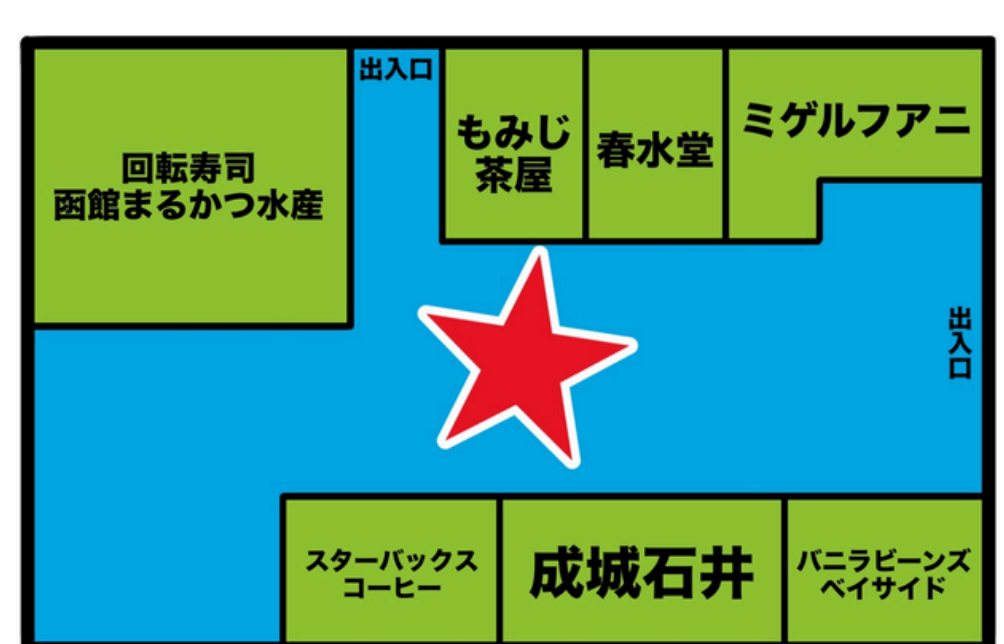 出入口
もみじ
茶屋
春水堂
ミゲルフアニ
回転寿司
函館まるかつ水産
出入口
スターバックス
コーヒー
成城石井
バニラビーンズ
ベイサイド